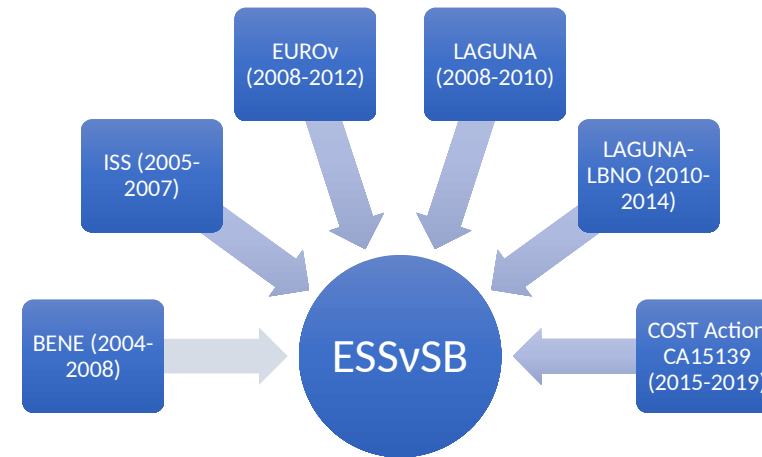 EUROν
(2008-2012)
LAGUNA
(2008-2010)
ISS (2005-
2007)
LAGUNA-
LBNO (2010-
2014)
BENE (2004-
2008)
ESSνSB
COST Action
CA15139
(2015-2019)